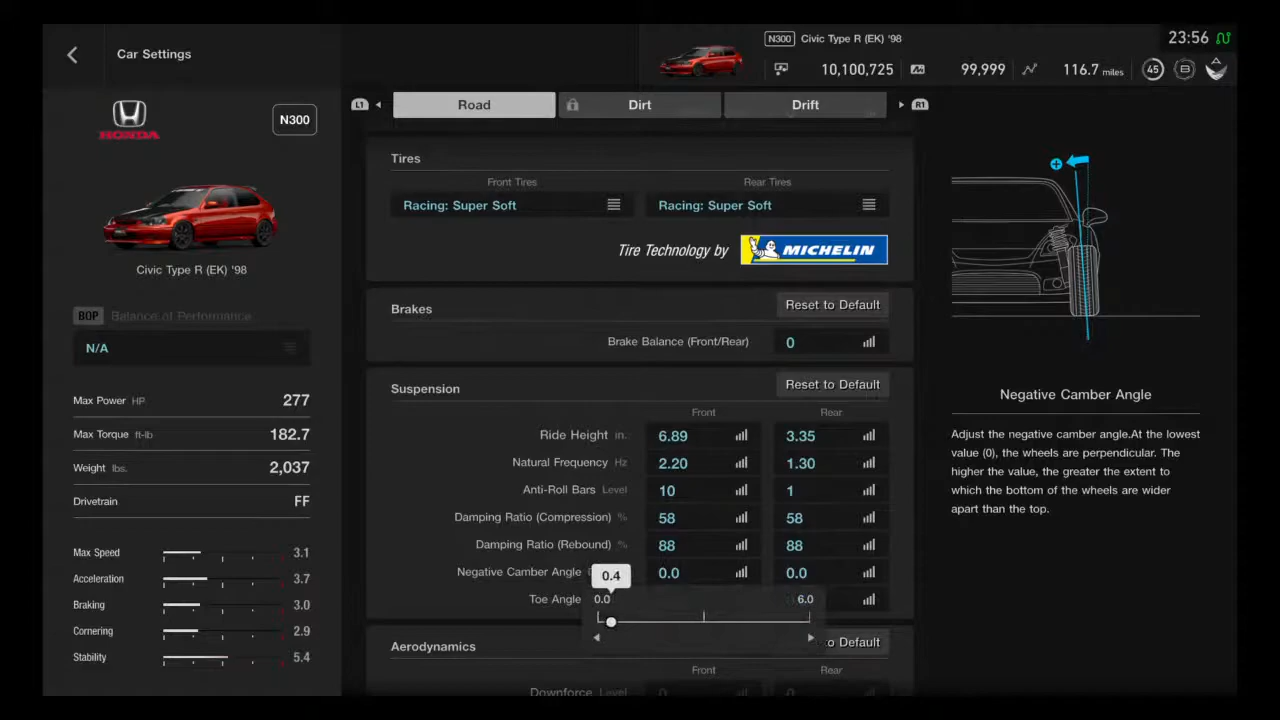 Car Settings
N300 Civic Type R (EK) '98
23:56
10,100,725
99,999
116.7 miles
45
B
HONDA
N300
L1
Road
Dirt
Drift
R1
Civic Type R (EK) '98
BOP Balance of Performance
N/A
Max Power HP 277
Max Torque ft-lb 182.7
Weight lbs. 2,037
Drivetrain FF
Max Speed 3.1
Acceleration 3.7
Braking 3.0
Cornering 2.9
Stability 5.4
Tires
Front Tires Rear Tires
Racing: Super Soft Racing: Super Soft
Tire Technology by MICHELIN
Brakes Reset to Default
Brake Balance (Front/Rear) 0
Suspension Reset to Default
Front Rear
Ride Height in. 6.89 3.35
Natural Frequency Hz 2.20 1.30
Anti-Roll Bars Level 10 1
Damping Ratio (Compression) % 58 58
Damping Ratio (Rebound) % 88 88
Negative Camber Angle 0.0 0.0
0.4
Toe Angle 0.0 6.0
Aerodynamics o Default
Front Rear
Downforce Level 0 0
Negative Camber Angle
Adjust the negative camber angle.At the lowest
value (0), the wheels are perpendicular. The
higher the value, the greater the extent to
which the bottom of the wheels are wider
apart than the top.